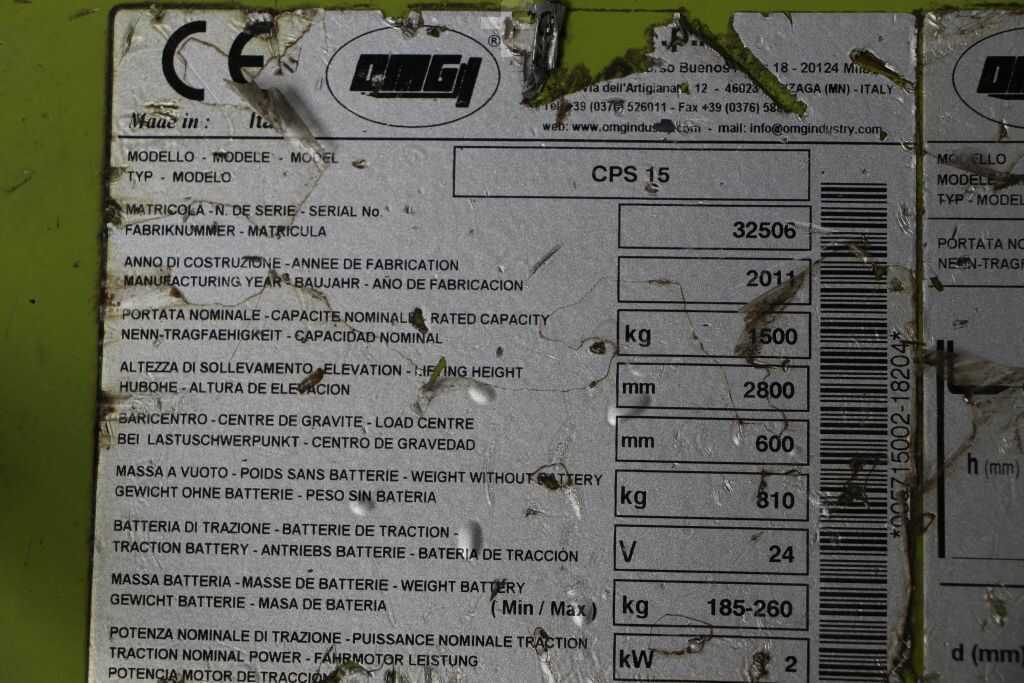 CE OMG ®
18 - 20124
Via dell'Artigianato, 12 - 46023 GONZAGA (MN) - ITALY
Tel. +39 (0376) 526011 - Fax +39 (0376)
Made in :
web: www.omgindustry.com - mail: info@omgindustry.com
MODELLO - MODELE - MODEL
TYP - MODELO
CPS 15
MATRICOLA - N. DE SERIE - SERIAL No.
FABRIKNUMMER - MATRICULA
32506
ANNO DI COSTRUZIONE - ANNEE DE FABRICATION
MANUFACTURING YEAR - BAUJAHR - AÑO DE FABRICACION
2011
PORTATA NOMINALE - CAPACITE NOMINALE - RATED CAPACITY
NENN-TRAGFAEHIGKEIT - CAPACIDAD NOMINAL
kg 1500
ALTEZZA DI SOLLEVAMENTO - ELEVATION - LIFTING HEIGHT
HUBOHE - ALTURA DE ELEVACION
mm 2800
BARICENTRO - CENTRE DE GRAVITE - LOAD CENTRE
BEI LASTUSCHWERPUNKT - CENTRO DE GRAVEDAD
mm 600
MASSA A VUOTO - POIDS SANS BATTERIE - WEIGHT WITHOUT BATTERY
GEWICHT OHNE BATTERIE - PESO SIN BATERIA
kg 810
BATTERIA DI TRAZIONE - BATTERIE DE TRACTION -
TRACTION BATTERY - ANTRIEBS BATTERIE - BATERIA DE TRACCIÓN
V 24
MASSA BATTERIA - MASSE DE BATTERIE - WEIGHT BATTERY
GEWICHT BATTERIE - MASA DE BATERIA ( Min / Max )
kg 185-260
POTENZA NOMINALE DI TRAZIONE - PUISSANCE NOMINALE TRACTION
TRACTION NOMINAL POWER - FAHRMOTOR LEISTUNG
POTENCIA MOTOR DE TRACCIÓN
kW 2
MODELLO
MODELE
TYP - MODEL
PORTATA NO
NENN-TRAGF
h (mm)
d (mm)